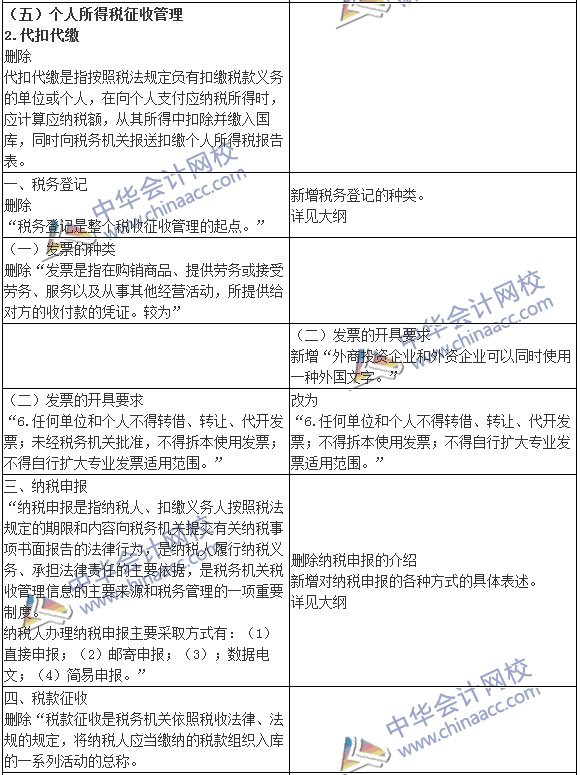 （五）个人所得税征收管理
2.代扣代缴
删除
代扣代缴是指按照税法规定负有扣缴税款义务
的单位或个人，在向个人支付应纳税所得时，
应计算应纳税额，从其所得中扣除并缴入国
库，同时向税务机关报送扣缴个人所得税报告
表。
一、税务登记
删除
“税务登记是整个税收征收管理的起点。”
新增税务登记的种类。
详见大纲
（一）发票的种类
删除“发票是指在购销商品、提供劳务或接受
劳务、服务以及从事其他经营活动，所提供给
对方的收付款的凭证。较为”
（二）发票的开具要求
新增“外商投资企业和外资企业可以同时使用
一种外国文字。”
（二）发票的开具要求
“6.任何单位和个人不得转借、转让、代开发
票；未经税务机关批准，不得拆本使用发票；
不得自行扩大专业发票适用范围。”
改为
“6.任何单位和个人不得转借、转让、代开发
票；不得拆本使用发票；不得自行扩大专业发
票适用范围。”
三、纳税申报
“纳税申报是指纳税人、扣缴义务人按照税法
规定的期限和内容向税务机关提交有关纳税事
项书面报告的法律行为，是纳税人履行纳税义
务、承担法律责任的主要依据，是税务机关税
收管理信息的主要来源和税务管理的一项重要
制度。
纳税人办理纳税申报主要采取方式有：（1）
直接申报；（2）邮寄申报；（3）；数据电
文；（4）简易申报。”
删除纳税申报的介绍
新增对纳税申报的各种方式的具体表述。
详见大纲
四、税款征收
删除“税款征收是税务机关依照税收法律、法
规的规定，将纳税人应当缴纳的税款组织入库
的一系列活动的总称。
中华会计网校
www.chinaacc.com
中华会计网校
www.chinaacc.com
中华会计网校
www.chinaacc.com
中华会计网校
www.chinaacc.com